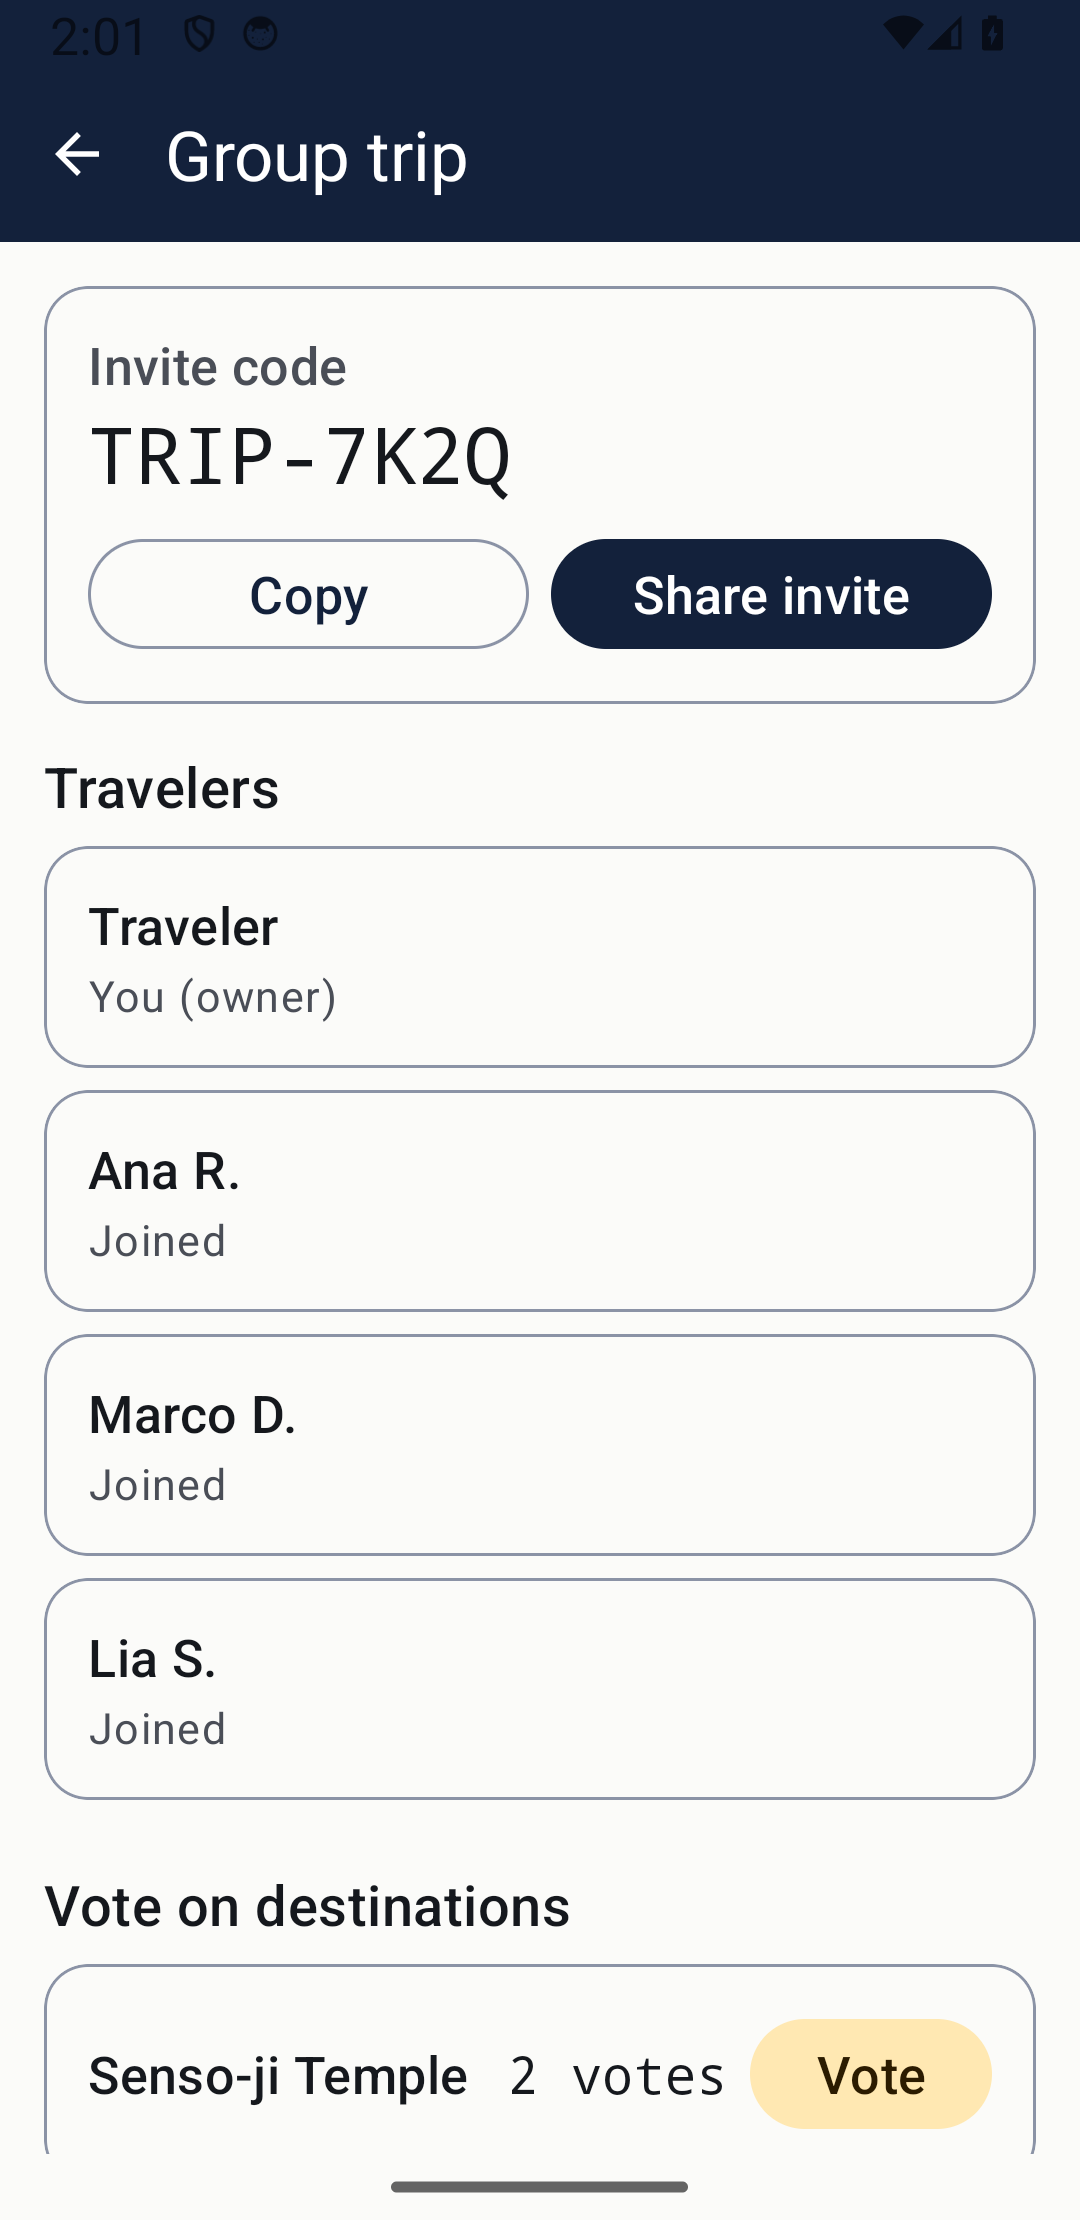 2:01
Group trip
Invite code
TRIP-7K2Q
Copy
Share invite
Travelers
Traveler
You (owner)
Ana R.
Joined
Marco D.
Joined
Lia S.
Joined
Vote on destinations
Senso-ji Temple 2 votes Vote